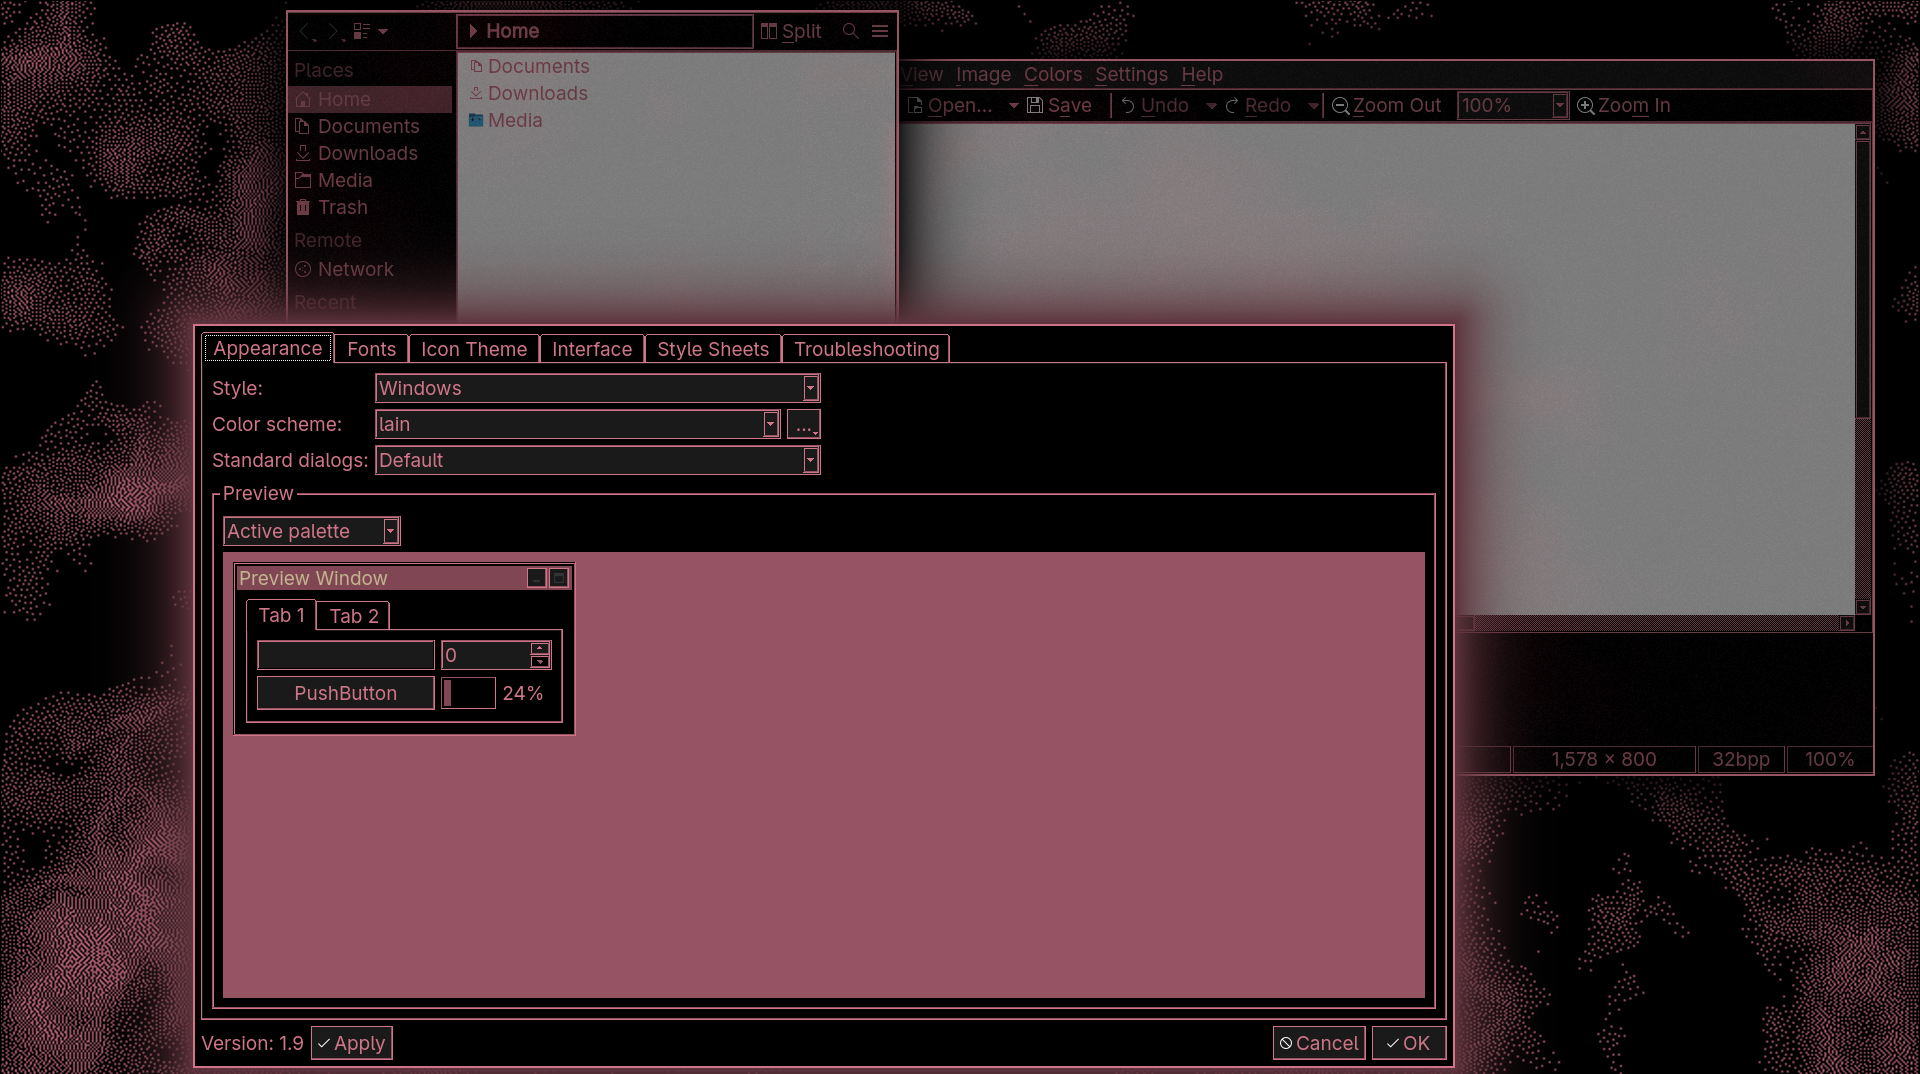 Home
Split
Places
Home
Documents
Downloads
Media
Trash
Remote
Network
Recent
Documents
Downloads
Media
View Image Colors Settings Help
Open... Save Undo Redo Zoom Out 100% Zoom In
Appearance Fonts Icon Theme Interface Style Sheets Troubleshooting
Style: Windows
Color scheme: lain ...
Standard dialogs: Default
Preview
Active palette
Preview Window
Tab 1 Tab 2
0
PushButton 24%
1,578 × 800 32bpp 100%
Version: 1.9 Apply Cancel OK